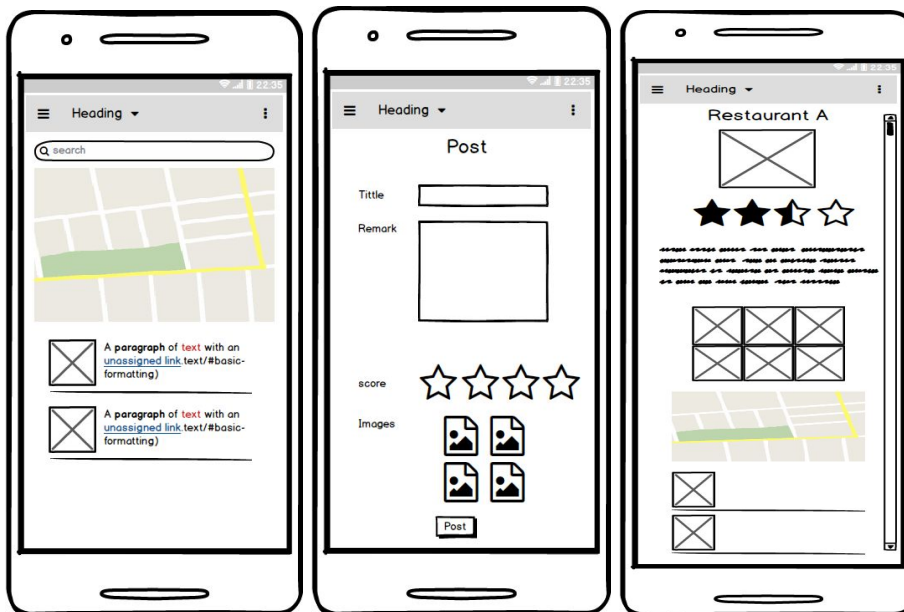 22:35
Heading
search
A paragraph of text with an
unassigned link.text/#basic-
formatting)
A paragraph of text with an
unassigned link.text/#basic-
formatting)
22:35
Heading
Post
Tittle
Remark
score
Images
Post
22:35
Heading
Restaurant A